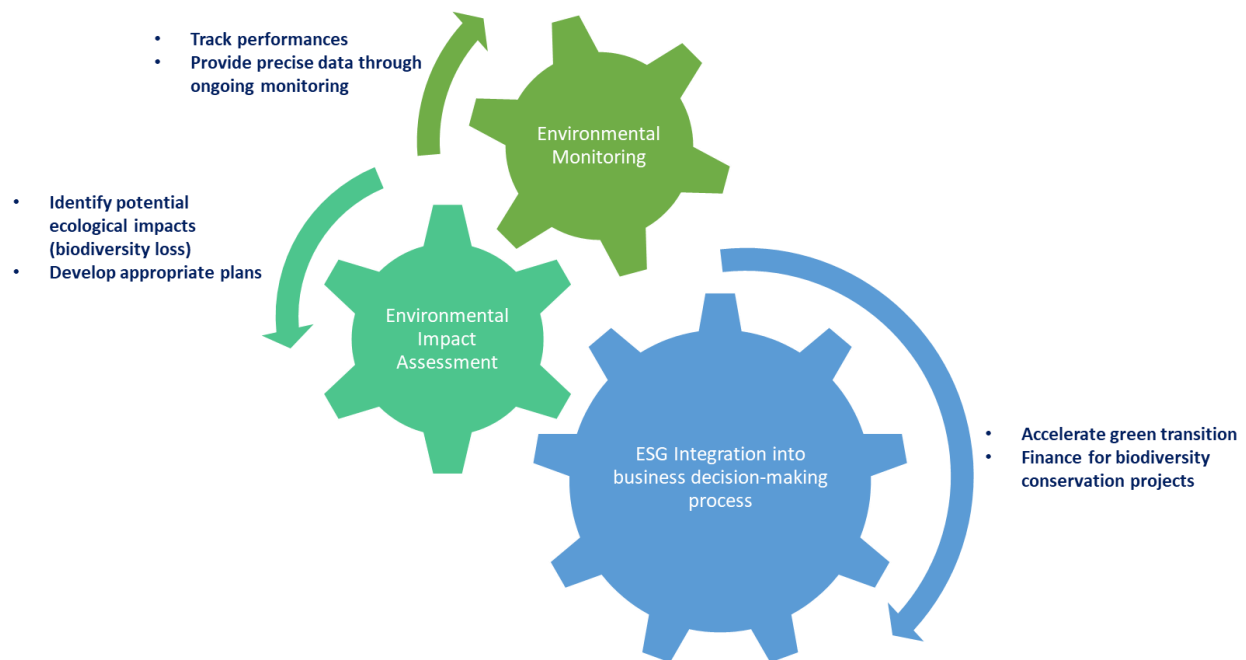 • Track performances
• Provide precise data through
ongoing monitoring
Environmental
Monitoring
• Identify potential
ecological impacts
(biodiversity loss)
• Develop appropriate plans
Environmental
Impact
Assessment
ESG Integration into
business decision-making
process
• Accelerate green transition
• Finance for biodiversity
conservation projects